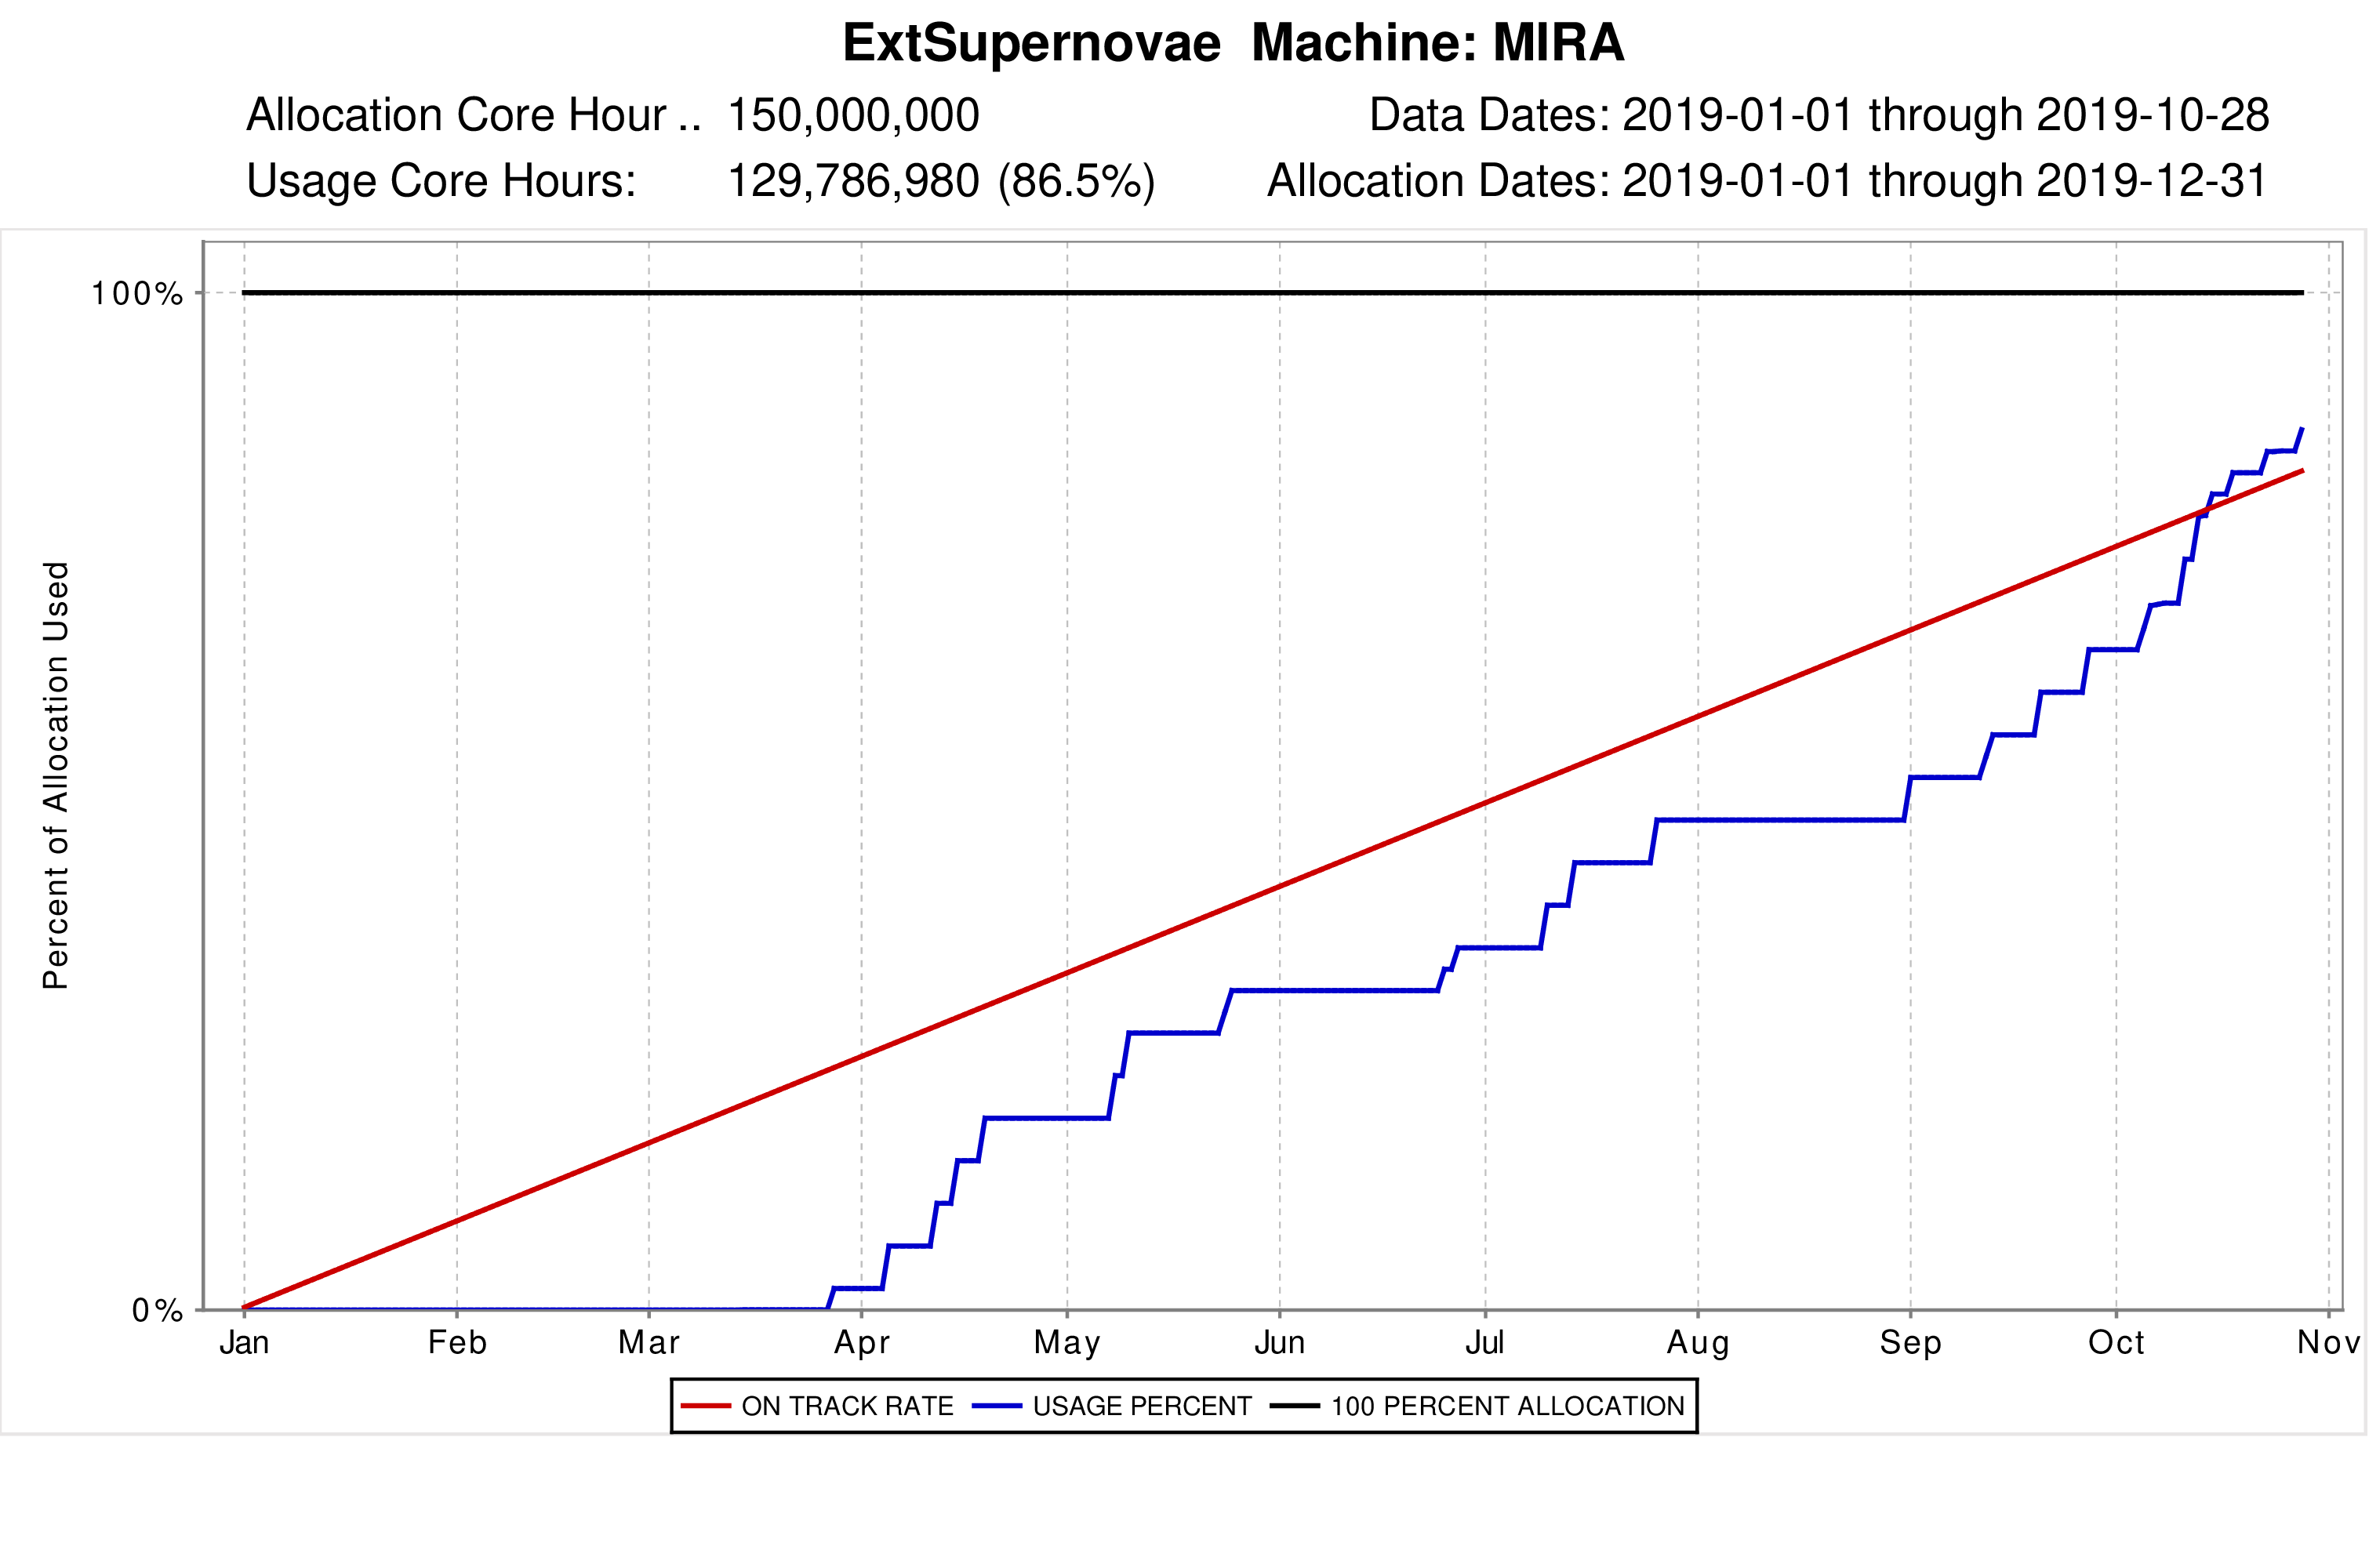 ExtSupernovae Machine: MIRA
Allocation Core Hour .. 150,000,000 Data Dates: 2019-01-01 through 2019-10-28
Usage Core Hours: 129,786,980 (86.5%) Allocation Dates: 2019-01-01 through 2019-12-31
100%
Percent of Allocation Used
0%
Jan Feb Mar Apr May Jun Jul Aug Sep Oct Nov
ON TRACK RATE USAGE PERCENT 100 PERCENT ALLOCATION